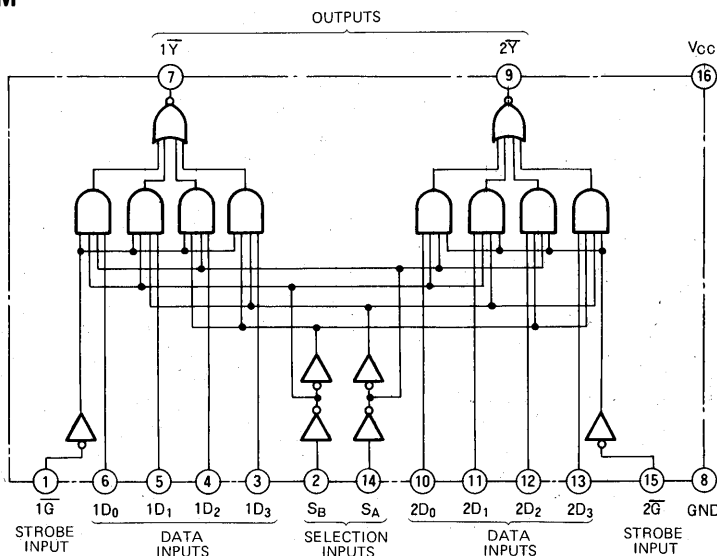 M
OUTPUTS
1Y̅ 2Y̅ VCC
7 9 16
1 6 5 4 3 2 14 10 11 12 13 15 8
1G̅ 1D0 1D1 1D2 1D3 SB SA 2D0 2D1 2D2 2D3 2G̅ GND
STROBE INPUT DATA INPUTS SELECTION INPUTS DATA INPUTS STROBE INPUT